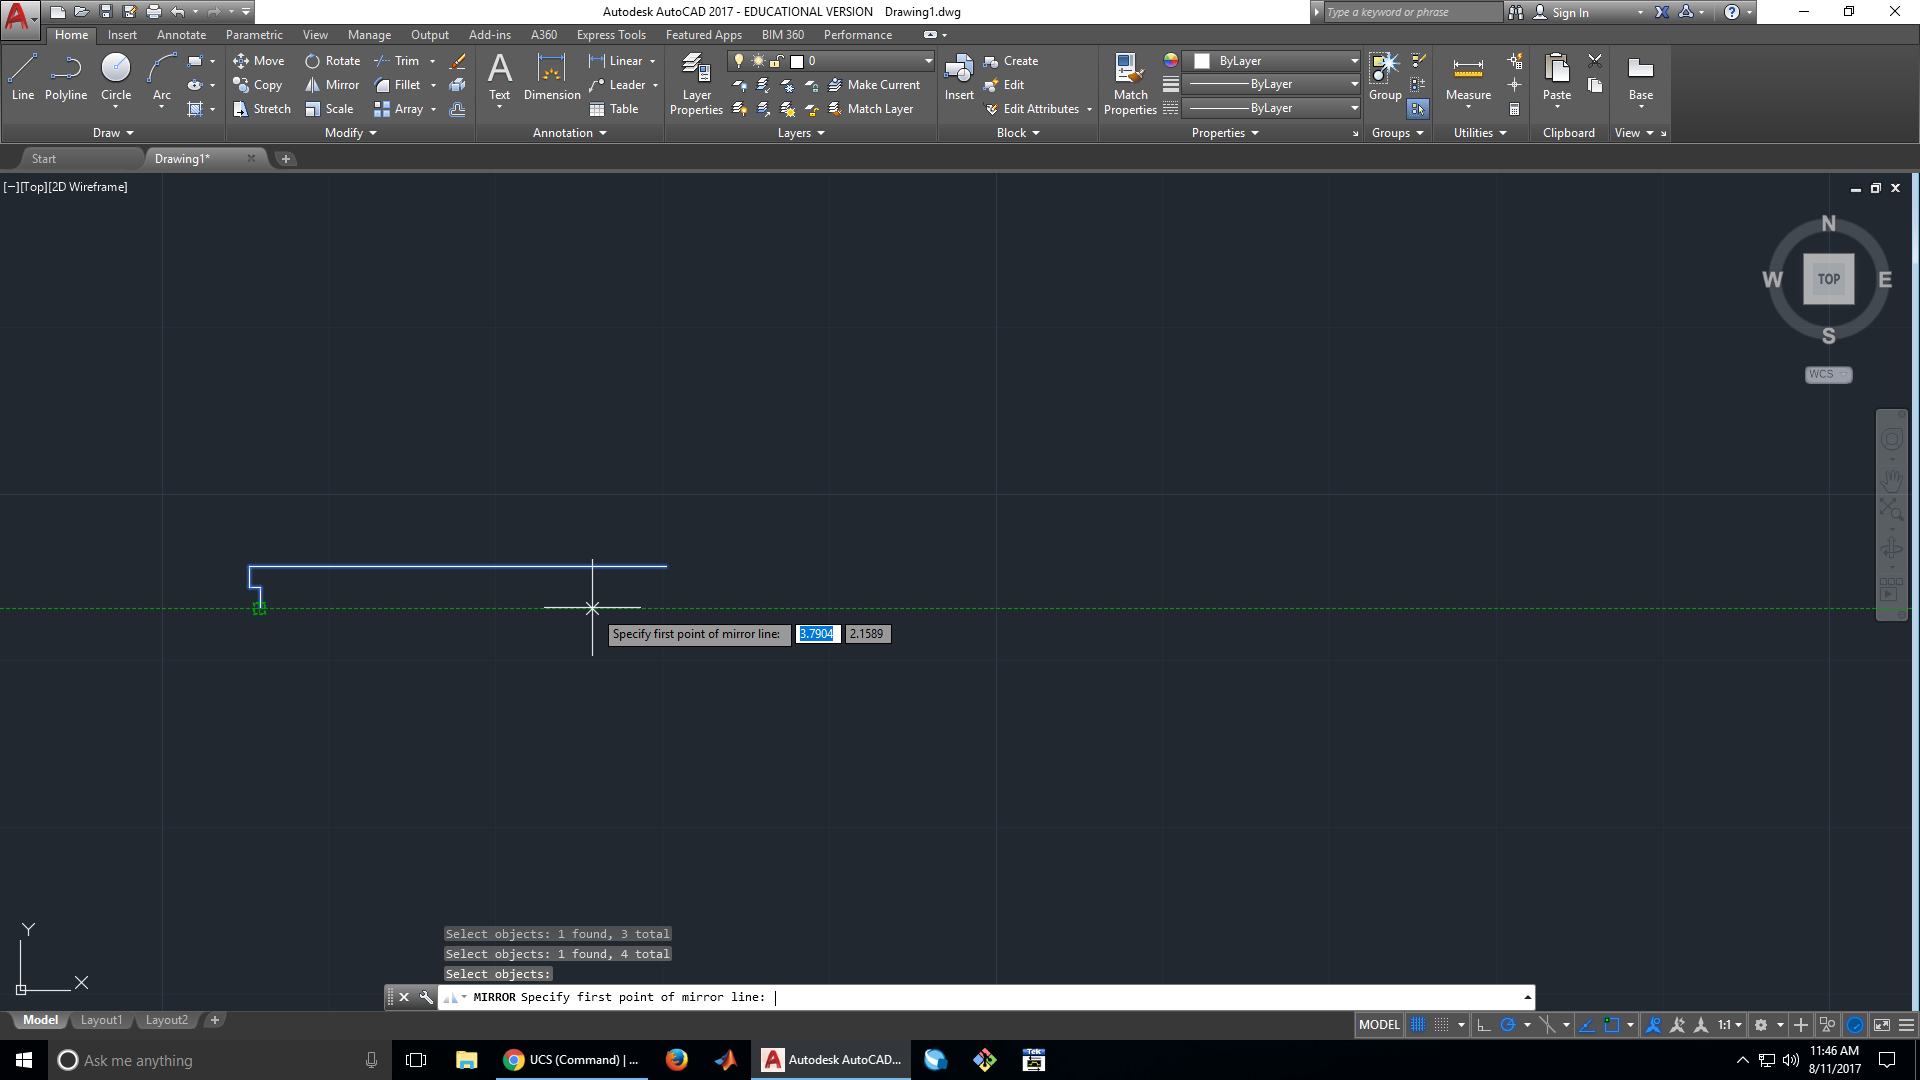 Autodesk AutoCAD 2017 - EDUCATIONAL VERSION Drawing1.dwg
Type a keyword or phrase
Sign In
Home Insert Annotate Parametric View Manage Output Add-ins A360 Express Tools Featured Apps BIM 360 Performance
Line Polyline Circle Arc
Draw
Move Rotate Trim
Copy Mirror Fillet
Stretch Scale Array
Modify
Text Dimension
Linear
Leader
Table
Annotation
Layer Properties
0
Make Current
Match Layer
Layers
Insert
Create
Edit
Edit Attributes
Block
Match Properties
ByLayer
ByLayer
ByLayer
Properties
Group
Groups
Measure
Utilities
Paste
Clipboard
Base
View
Start
Drawing1*
[−][Top][2D Wireframe]
N
W TOP E
S
WCS
Specify first point of mirror line: 3.7904 2.1589
Y
X
Select objects: 1 found, 3 total
Select objects: 1 found, 4 total
Select objects:
MIRROR Specify first point of mirror line:
Model Layout1 Layout2
MODEL
1:1
Ask me anything
UCS (Command) | ...
Autodesk AutoCAD...
Tek
11:46 AM
8/11/2017